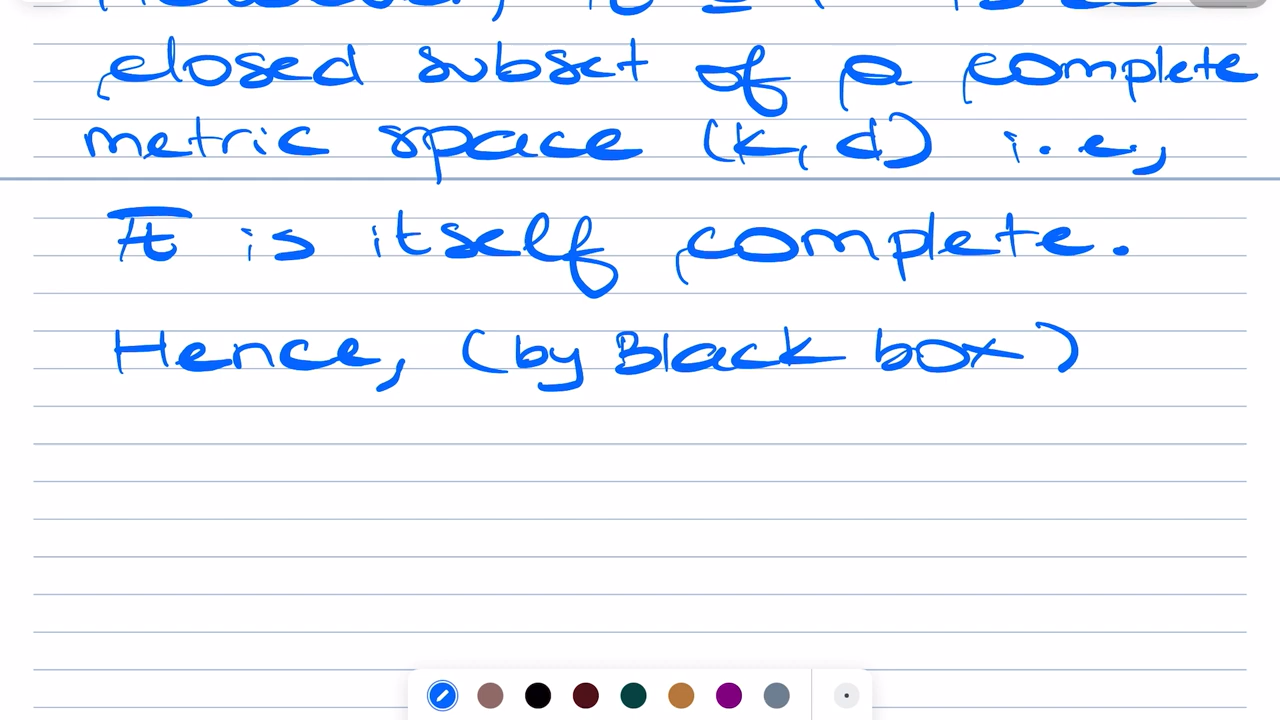 closed subset of a complete
metric space (K, d) i.e,
is itself complete.
Hence, (by Black box)